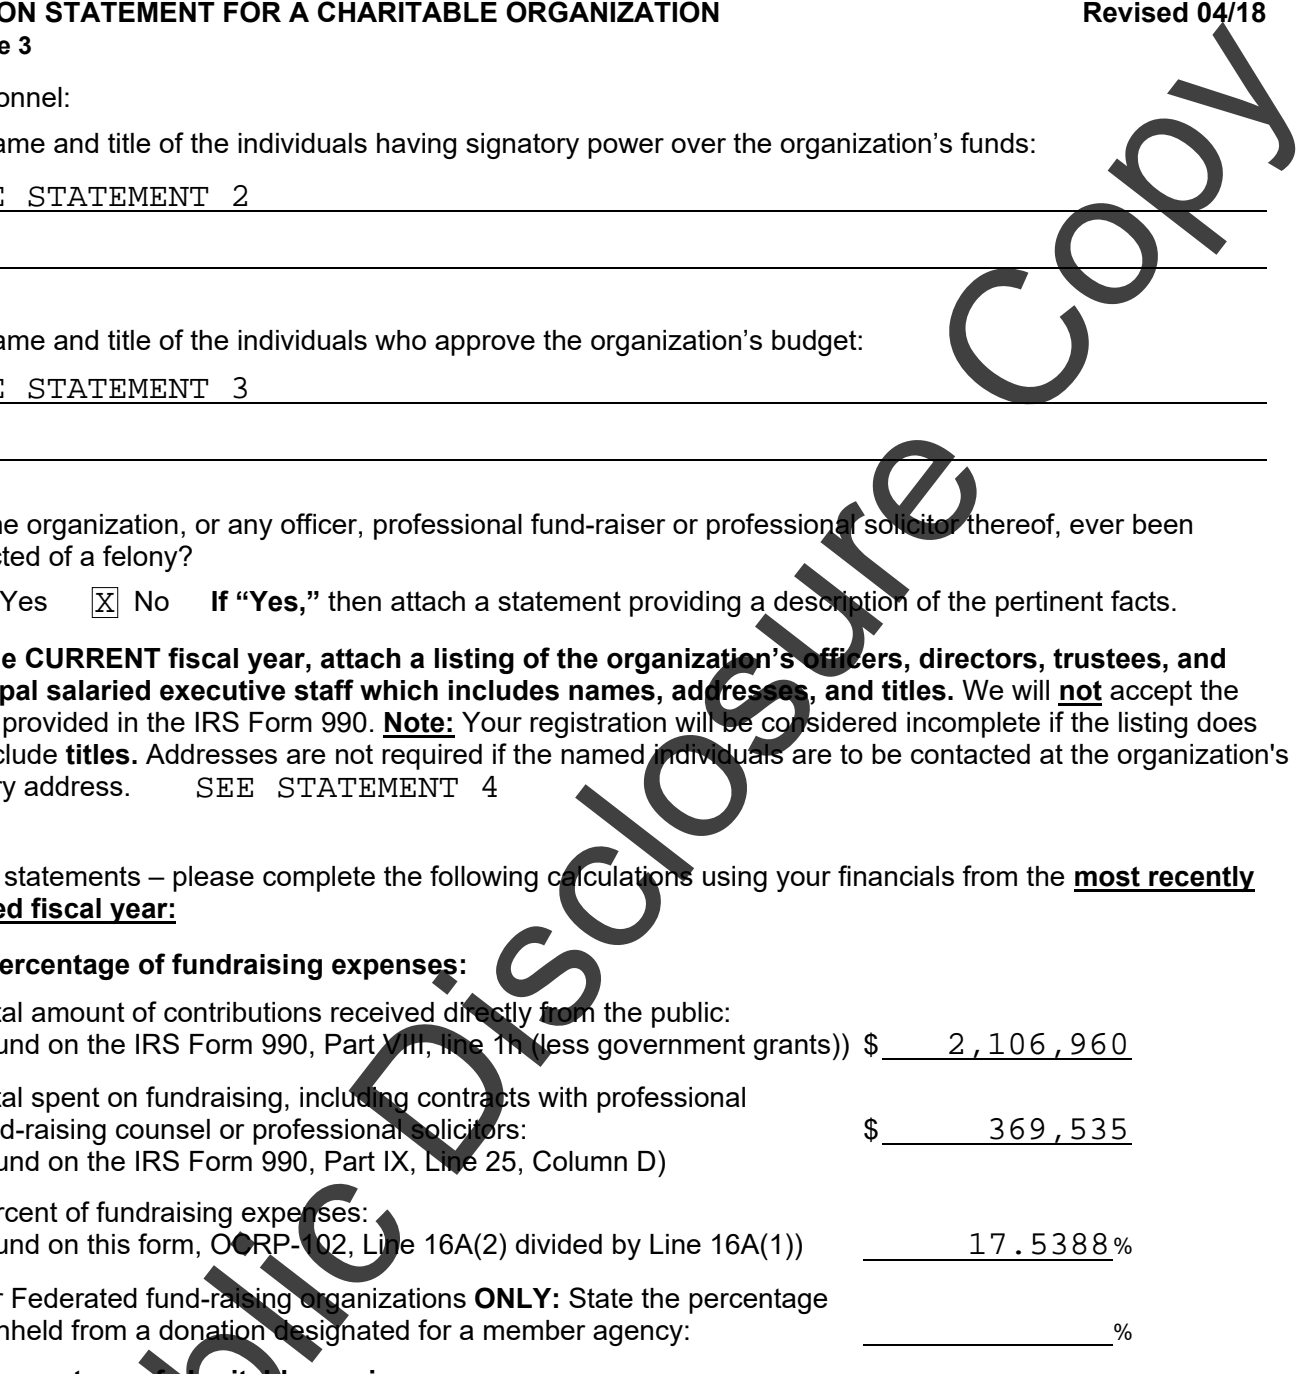 ON STATEMENT FOR A CHARITABLE ORGANIZATION Revised 04/18
e 3
onnel:
ame and title of the individuals having signatory power over the organization’s funds:
E STATEMENT 2
ame and title of the individuals who approve the organization’s budget:
E STATEMENT 3
ne organization, or any officer, professional fund-raiser or professional solicitor thereof, ever been
cted of a felony?
Yes X No If “Yes,” then attach a statement providing a description of the pertinent facts.
e CURRENT fiscal year, attach a listing of the organization’s officers, directors, trustees, and
pal salaried executive staff which includes names, addresses, and titles. We will not accept the
provided in the IRS Form 990. Note: Your registration will be considered incomplete if the listing does
clude titles. Addresses are not required if the named individuals are to be contacted at the organization's
ry address. SEE STATEMENT 4
statements – please complete the following calculations using your financials from the most recently
ed fiscal year:
ercentage of fundraising expenses:
tal amount of contributions received directly from the public:
und on the IRS Form 990, Part VIII, line 1h (less government grants)) $ 2,106,960
tal spent on fundraising, including contracts with professional
d-raising counsel or professional solicitors: $ 369,535
und on the IRS Form 990, Part IX, Line 25, Column D)
rcent of fundraising expenses:
und on this form, OCRP-102, Line 16A(2) divided by Line 16A(1)) 17.5388%
r Federated fund-raising organizations ONLY: State the percentage
hheld from a donation designated for a member agency: %
blic Disclosure Copy